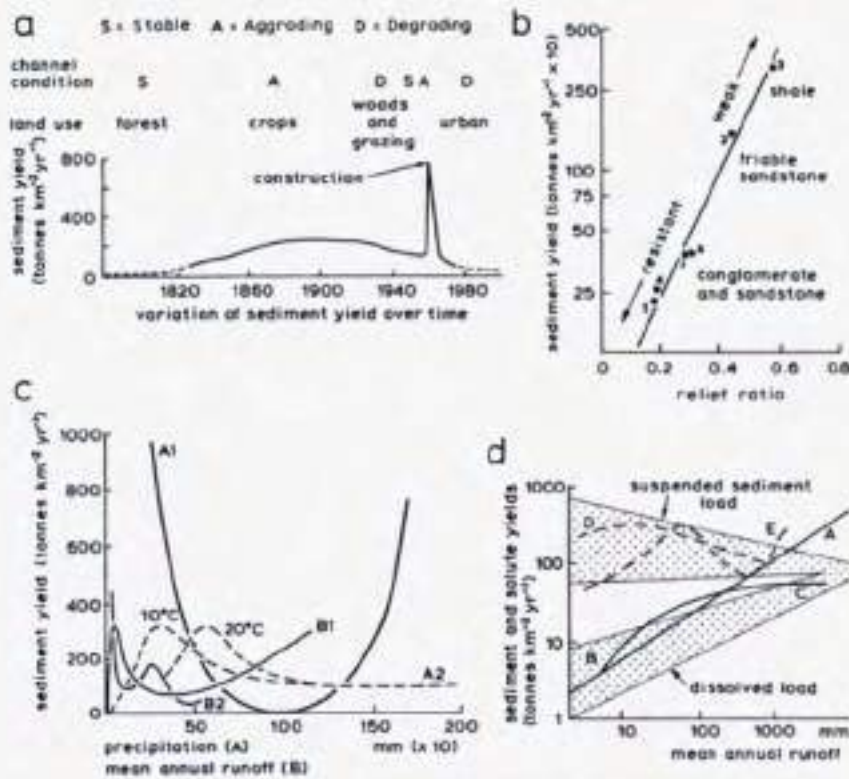 a
S = Stable A = Aggrading D = Degrading
channel condition S A D S A D
land use forest crops woods and grazing urban
sediment yield (tonnes km⁻² yr⁻¹)
800
400
0
construction
1820 1860 1900 1940 1980
variation of sediment yield over time
b
sediment yield (tonnes km² yr⁻¹ x 10)
500
250
100
75
50
25
weak
resistant
shale
friable sandstone
conglomerate and sandstone
0 0.2 0.4 0.6 0.8
relief ratio
c
sediment yield (tonnes km⁻² yr⁻¹)
1000
800
600
400
200
0
A1
10°C
20°C
B1
A2
B2
0 50 100 150 200
precipitation (A) mm (x 10)
mean annual runoff (B)
d
sediment and solute yields (tonnes km⁻² yr⁻¹)
1000
100
10
1
suspended sediment load
D
E
A
C
B
dissolved load
10 100 1000 mm
mean annual runoff